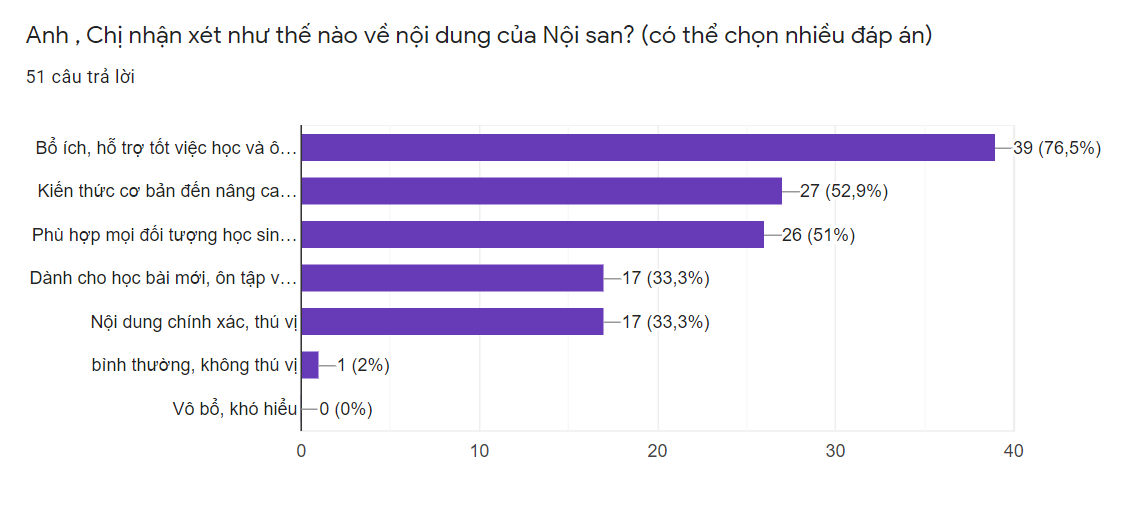 Anh , Chị nhận xét như thế nào về nội dung của Nội san? (có thể chọn nhiều đáp án)
51 câu trả lời
Bổ ích, hỗ trợ tốt việc học và ô… 39 (76,5%)
Kiến thức cơ bản đến nâng ca… 27 (52,9%)
Phù hợp mọi đối tượng học sin… 26 (51%)
Dành cho học bài mới, ôn tập v… 17 (33,3%)
Nội dung chính xác, thú vị 17 (33,3%)
bình thường, không thú vị 1 (2%)
Vô bổ, khó hiểu 0 (0%)
0 10 20 30 40